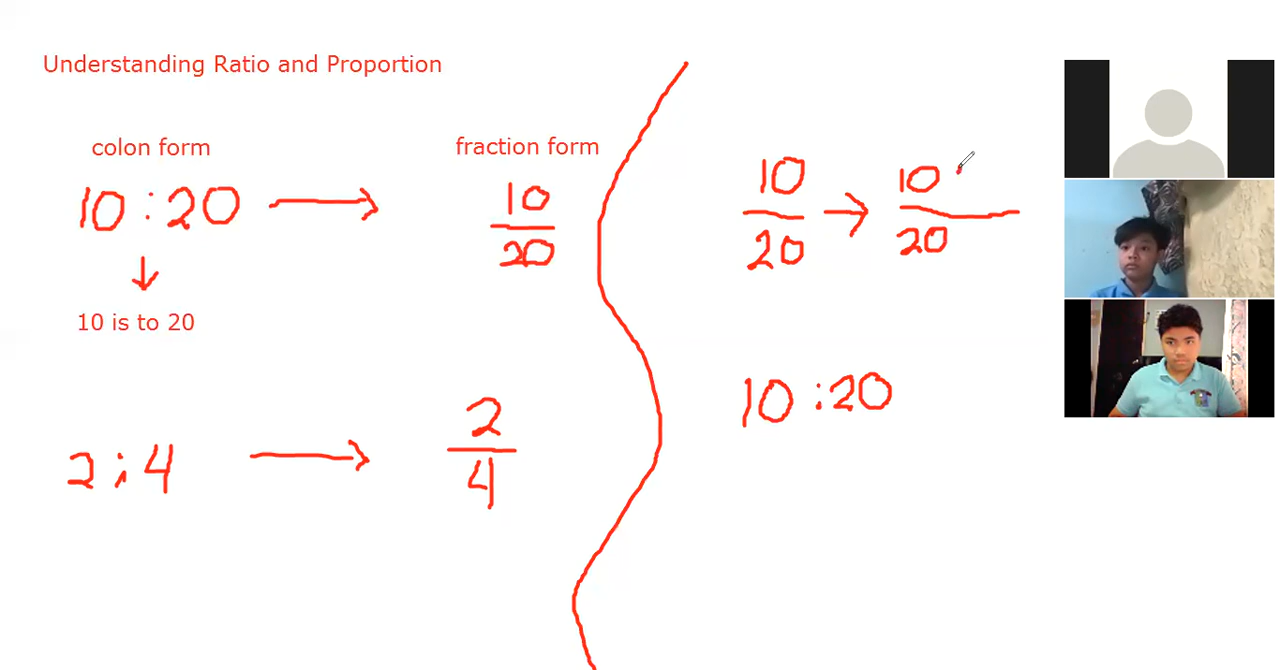 Understanding Ratio and Proportion
colon form
fraction form
10 : 20 →
10
20
↓
10 is to 20
2 : 4 →
2
4
10
20
→
10
20
10 : 20